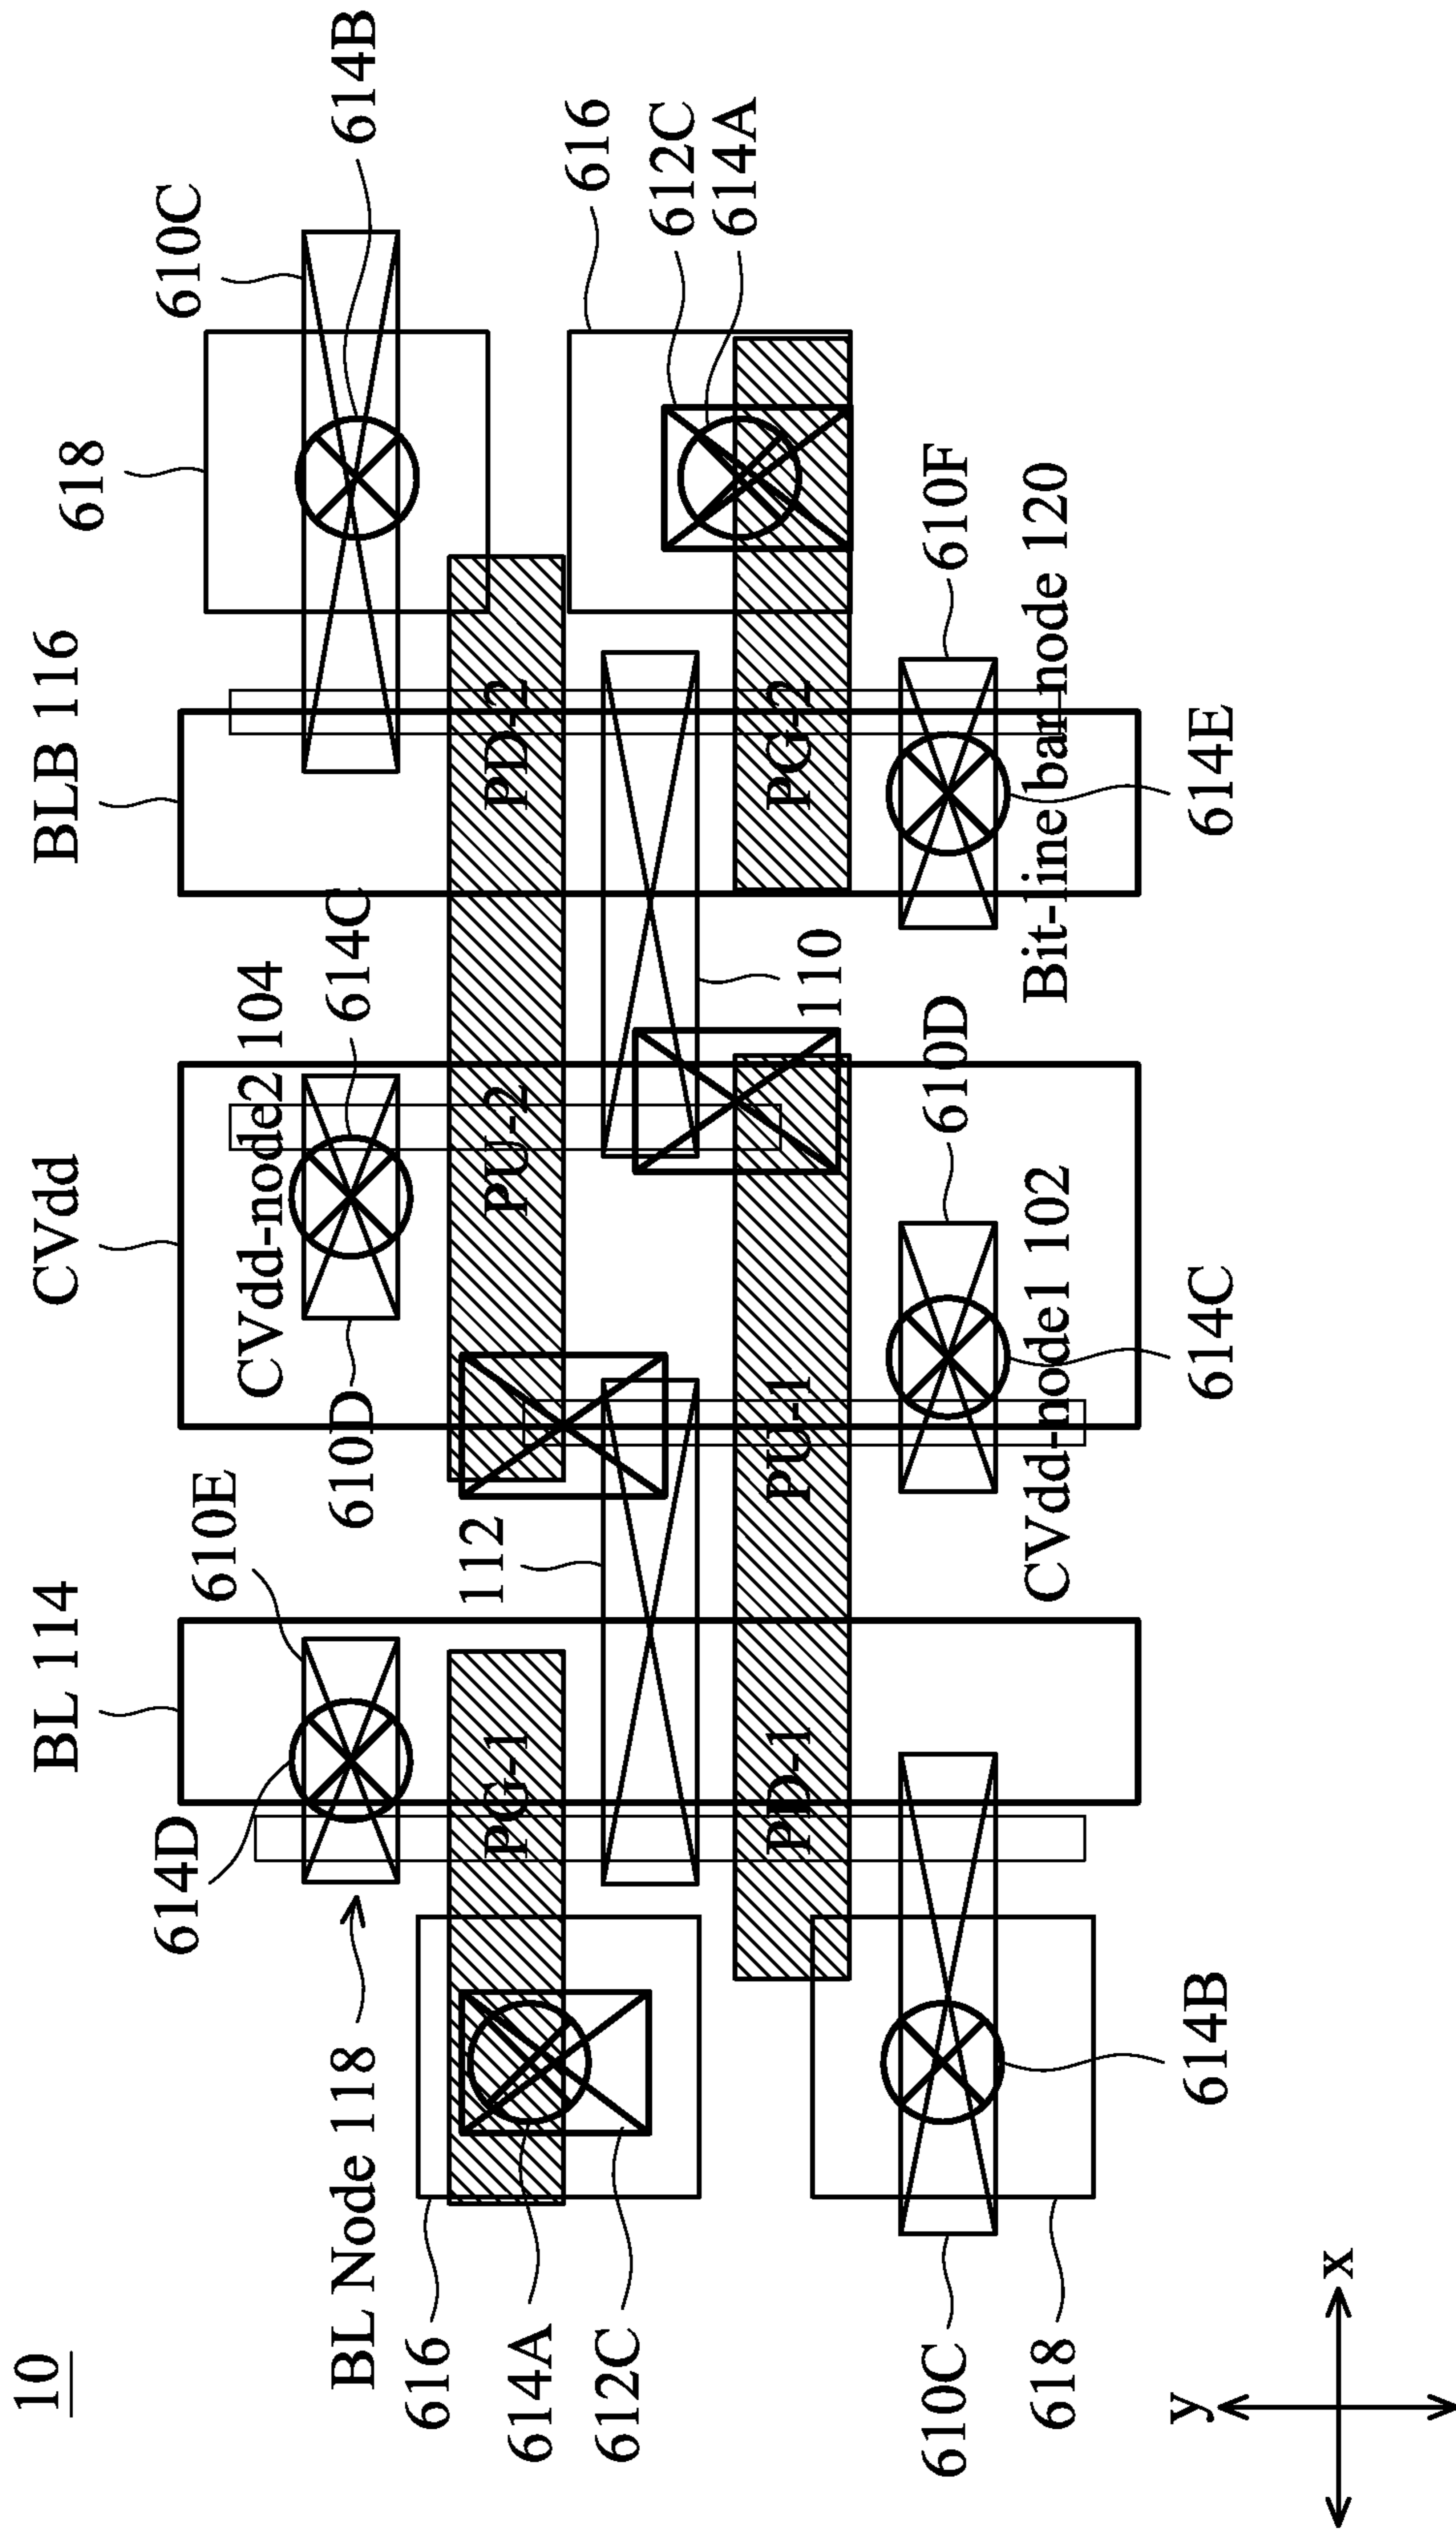 10
BL 114
CVdd
BLB 116
618
610C
614B
614D
610E
CVdd-node2 104
610D
614C
BL Node 118
616
112
PG-1
PU-2
PD-2
616
614A
612C
612C
614A
PD-1
PU-1
PG-2
110
610C
610D
610F
618
CVdd-node1 102
Bit-line bar node 120
614B
614C
614E
y
x